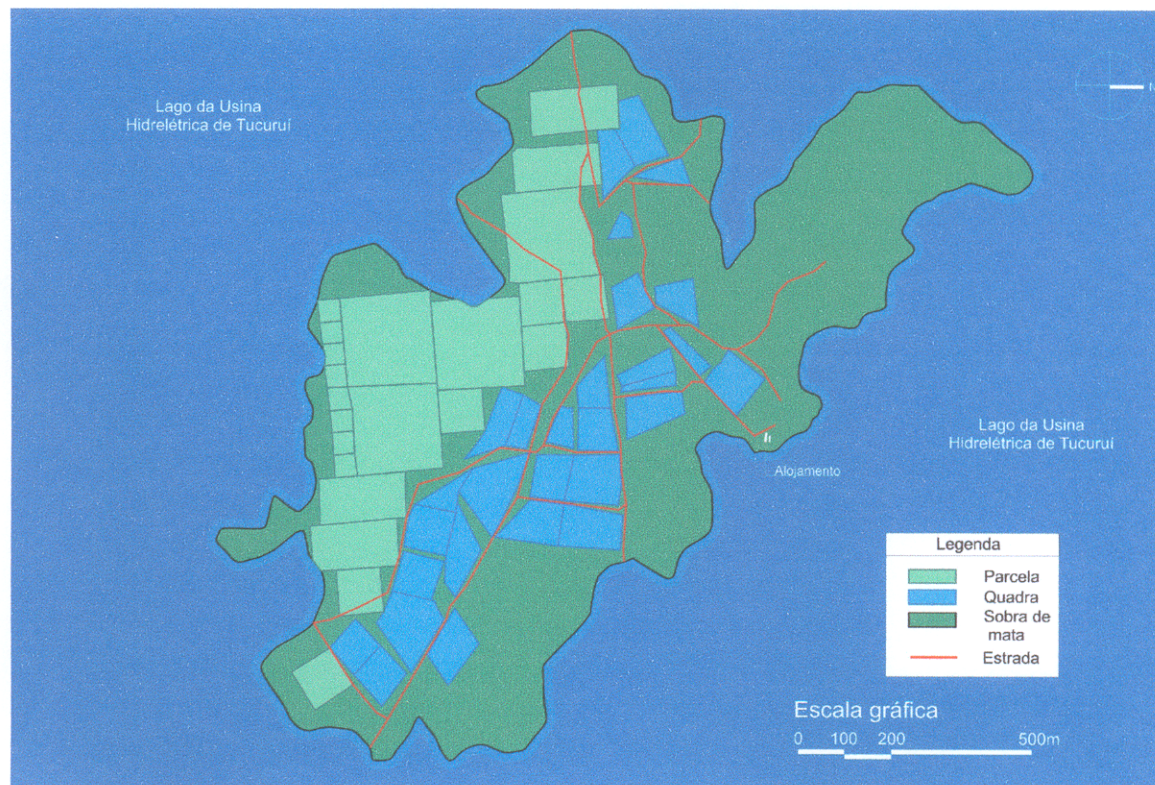 Lago da Usina
Hidrelétrica de Tucuruí
Lago da Usina
Hidrelétrica de Tucuruí
Alojamento
Legenda
Parcela
Quadra
Sobra de
mata
Estrada
Escala gráfica
0 100 200 500m